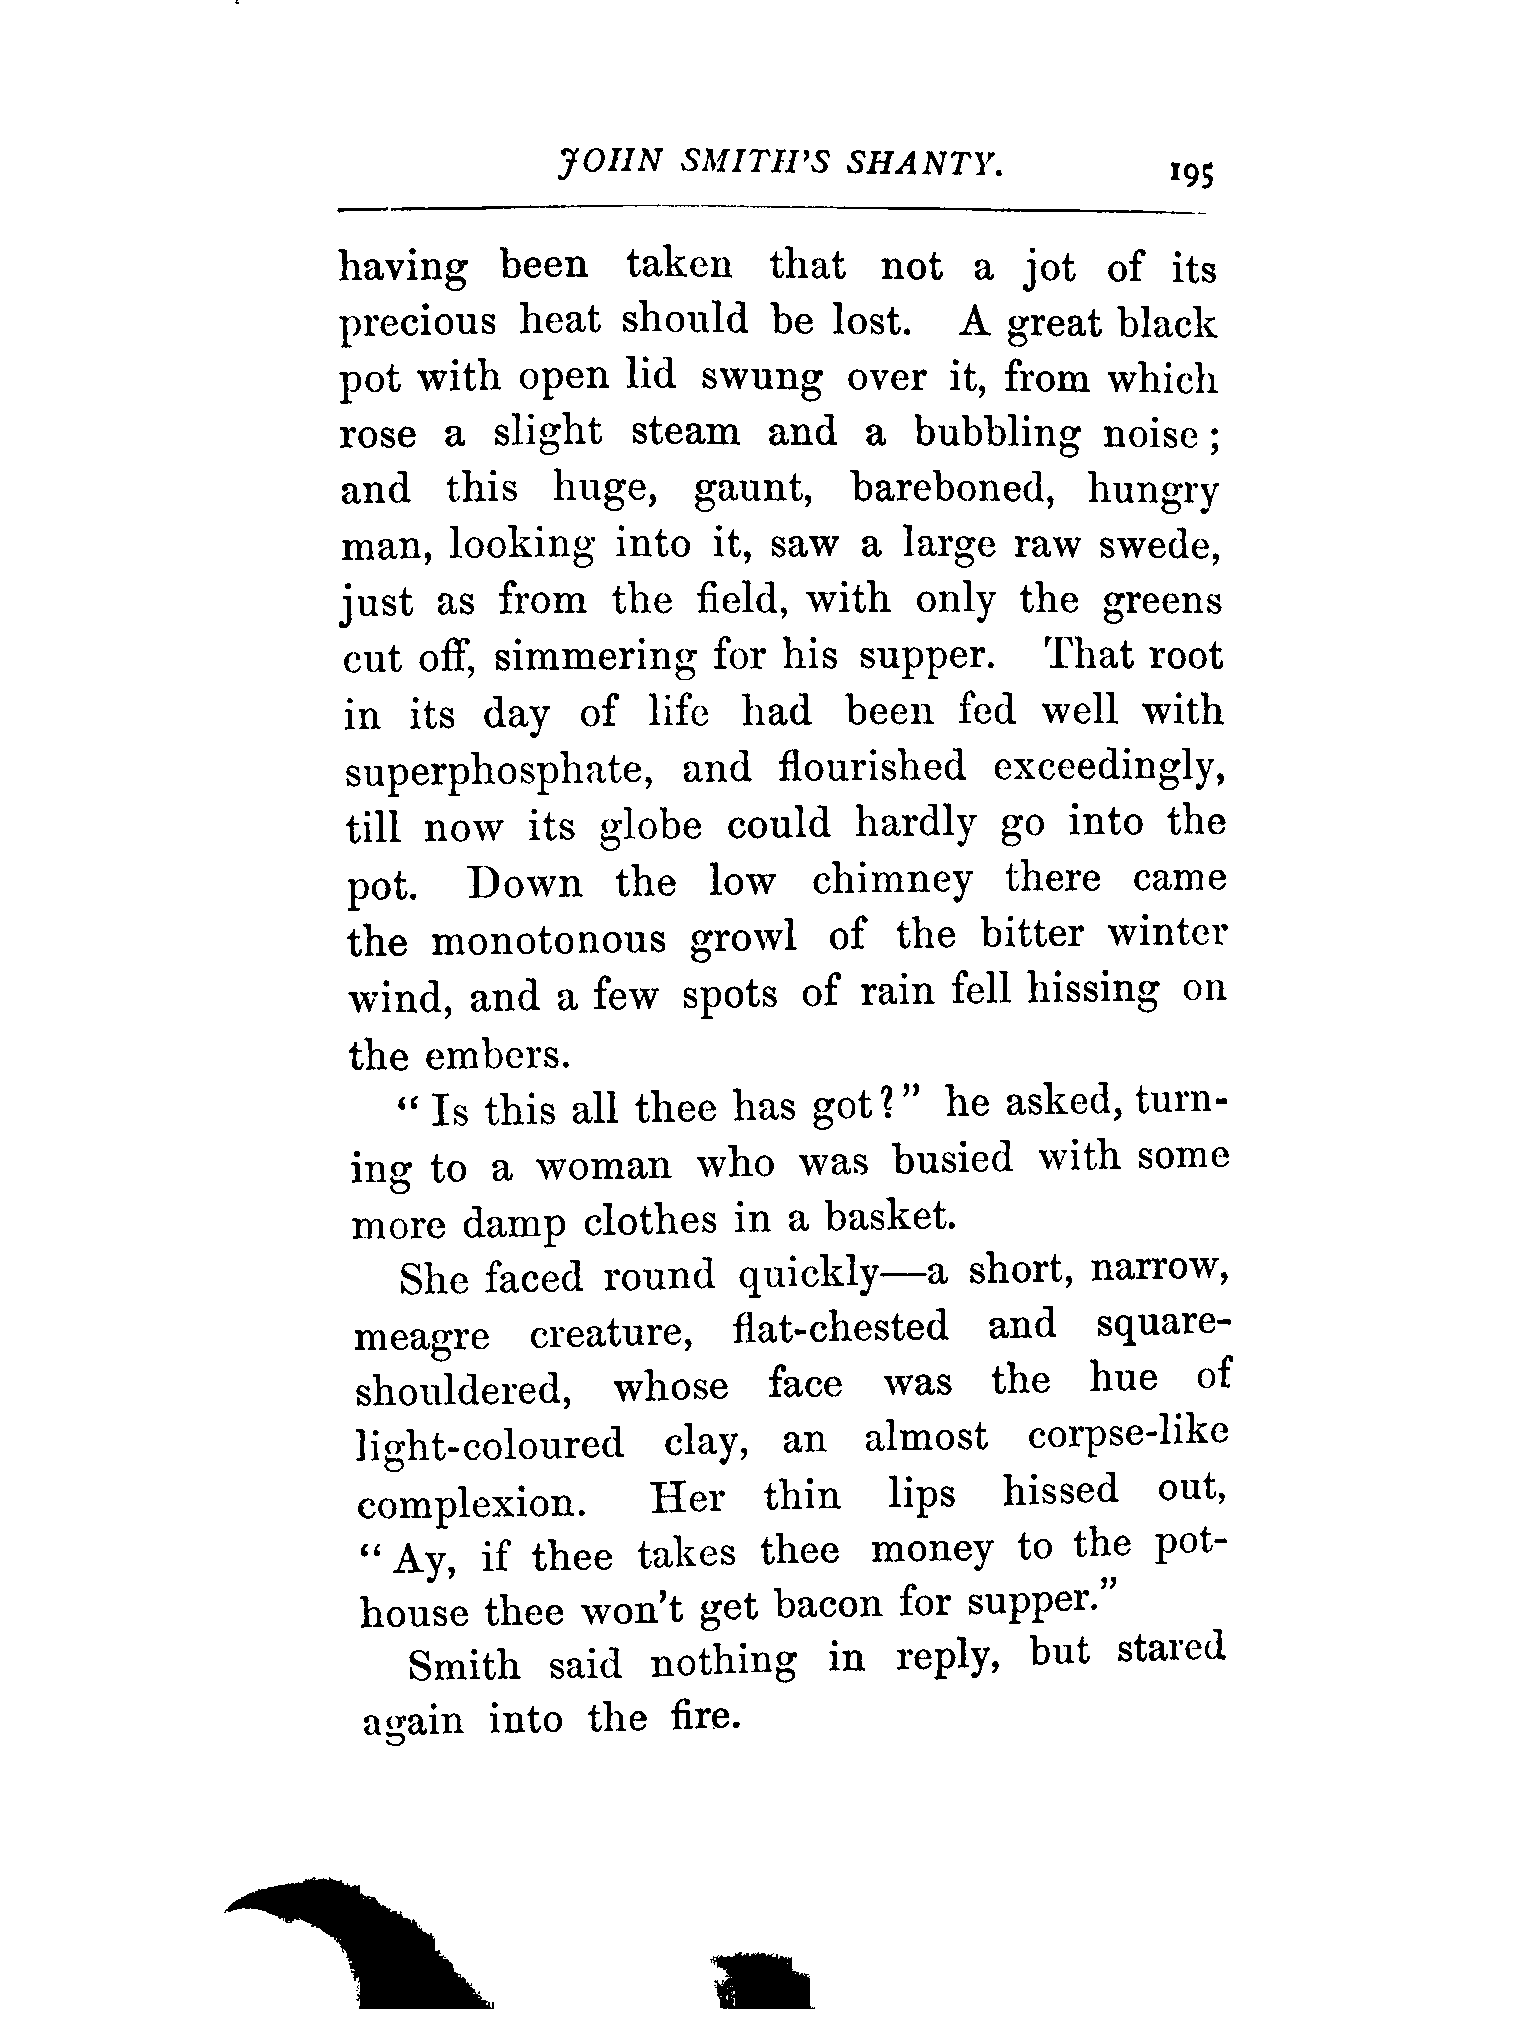 JOHN SMITH'S SHANTY. 195
having been taken that not a jot of its
precious heat should be lost. A great black
pot with open lid swung over it, from which
rose a slight steam and a bubbling noise;
and this huge, gaunt, bareboned, hungry
man, looking into it, saw a large raw swede,
just as from the field, with only the greens
cut off, simmering for his supper. That root
in its day of life had been fed well with
superphosphate, and flourished exceedingly,
till now its globe could hardly go into the
pot. Down the low chimney there came
the monotonous growl of the bitter winter
wind, and a few spots of rain fell hissing on
the embers.
"Is this all thee has got?" he asked, turn-
ing to a woman who was busied with some
more damp clothes in a basket.
She faced round quickly—a short, narrow,
meagre creature, flat-chested and square-
shouldered, whose face was the hue of
light-coloured clay, an almost corpse-like
complexion. Her thin lips hissed out,
"Ay, if thee takes thee money to the pot-
house thee won't get bacon for supper."
Smith said nothing in reply, but stared
again into the fire.